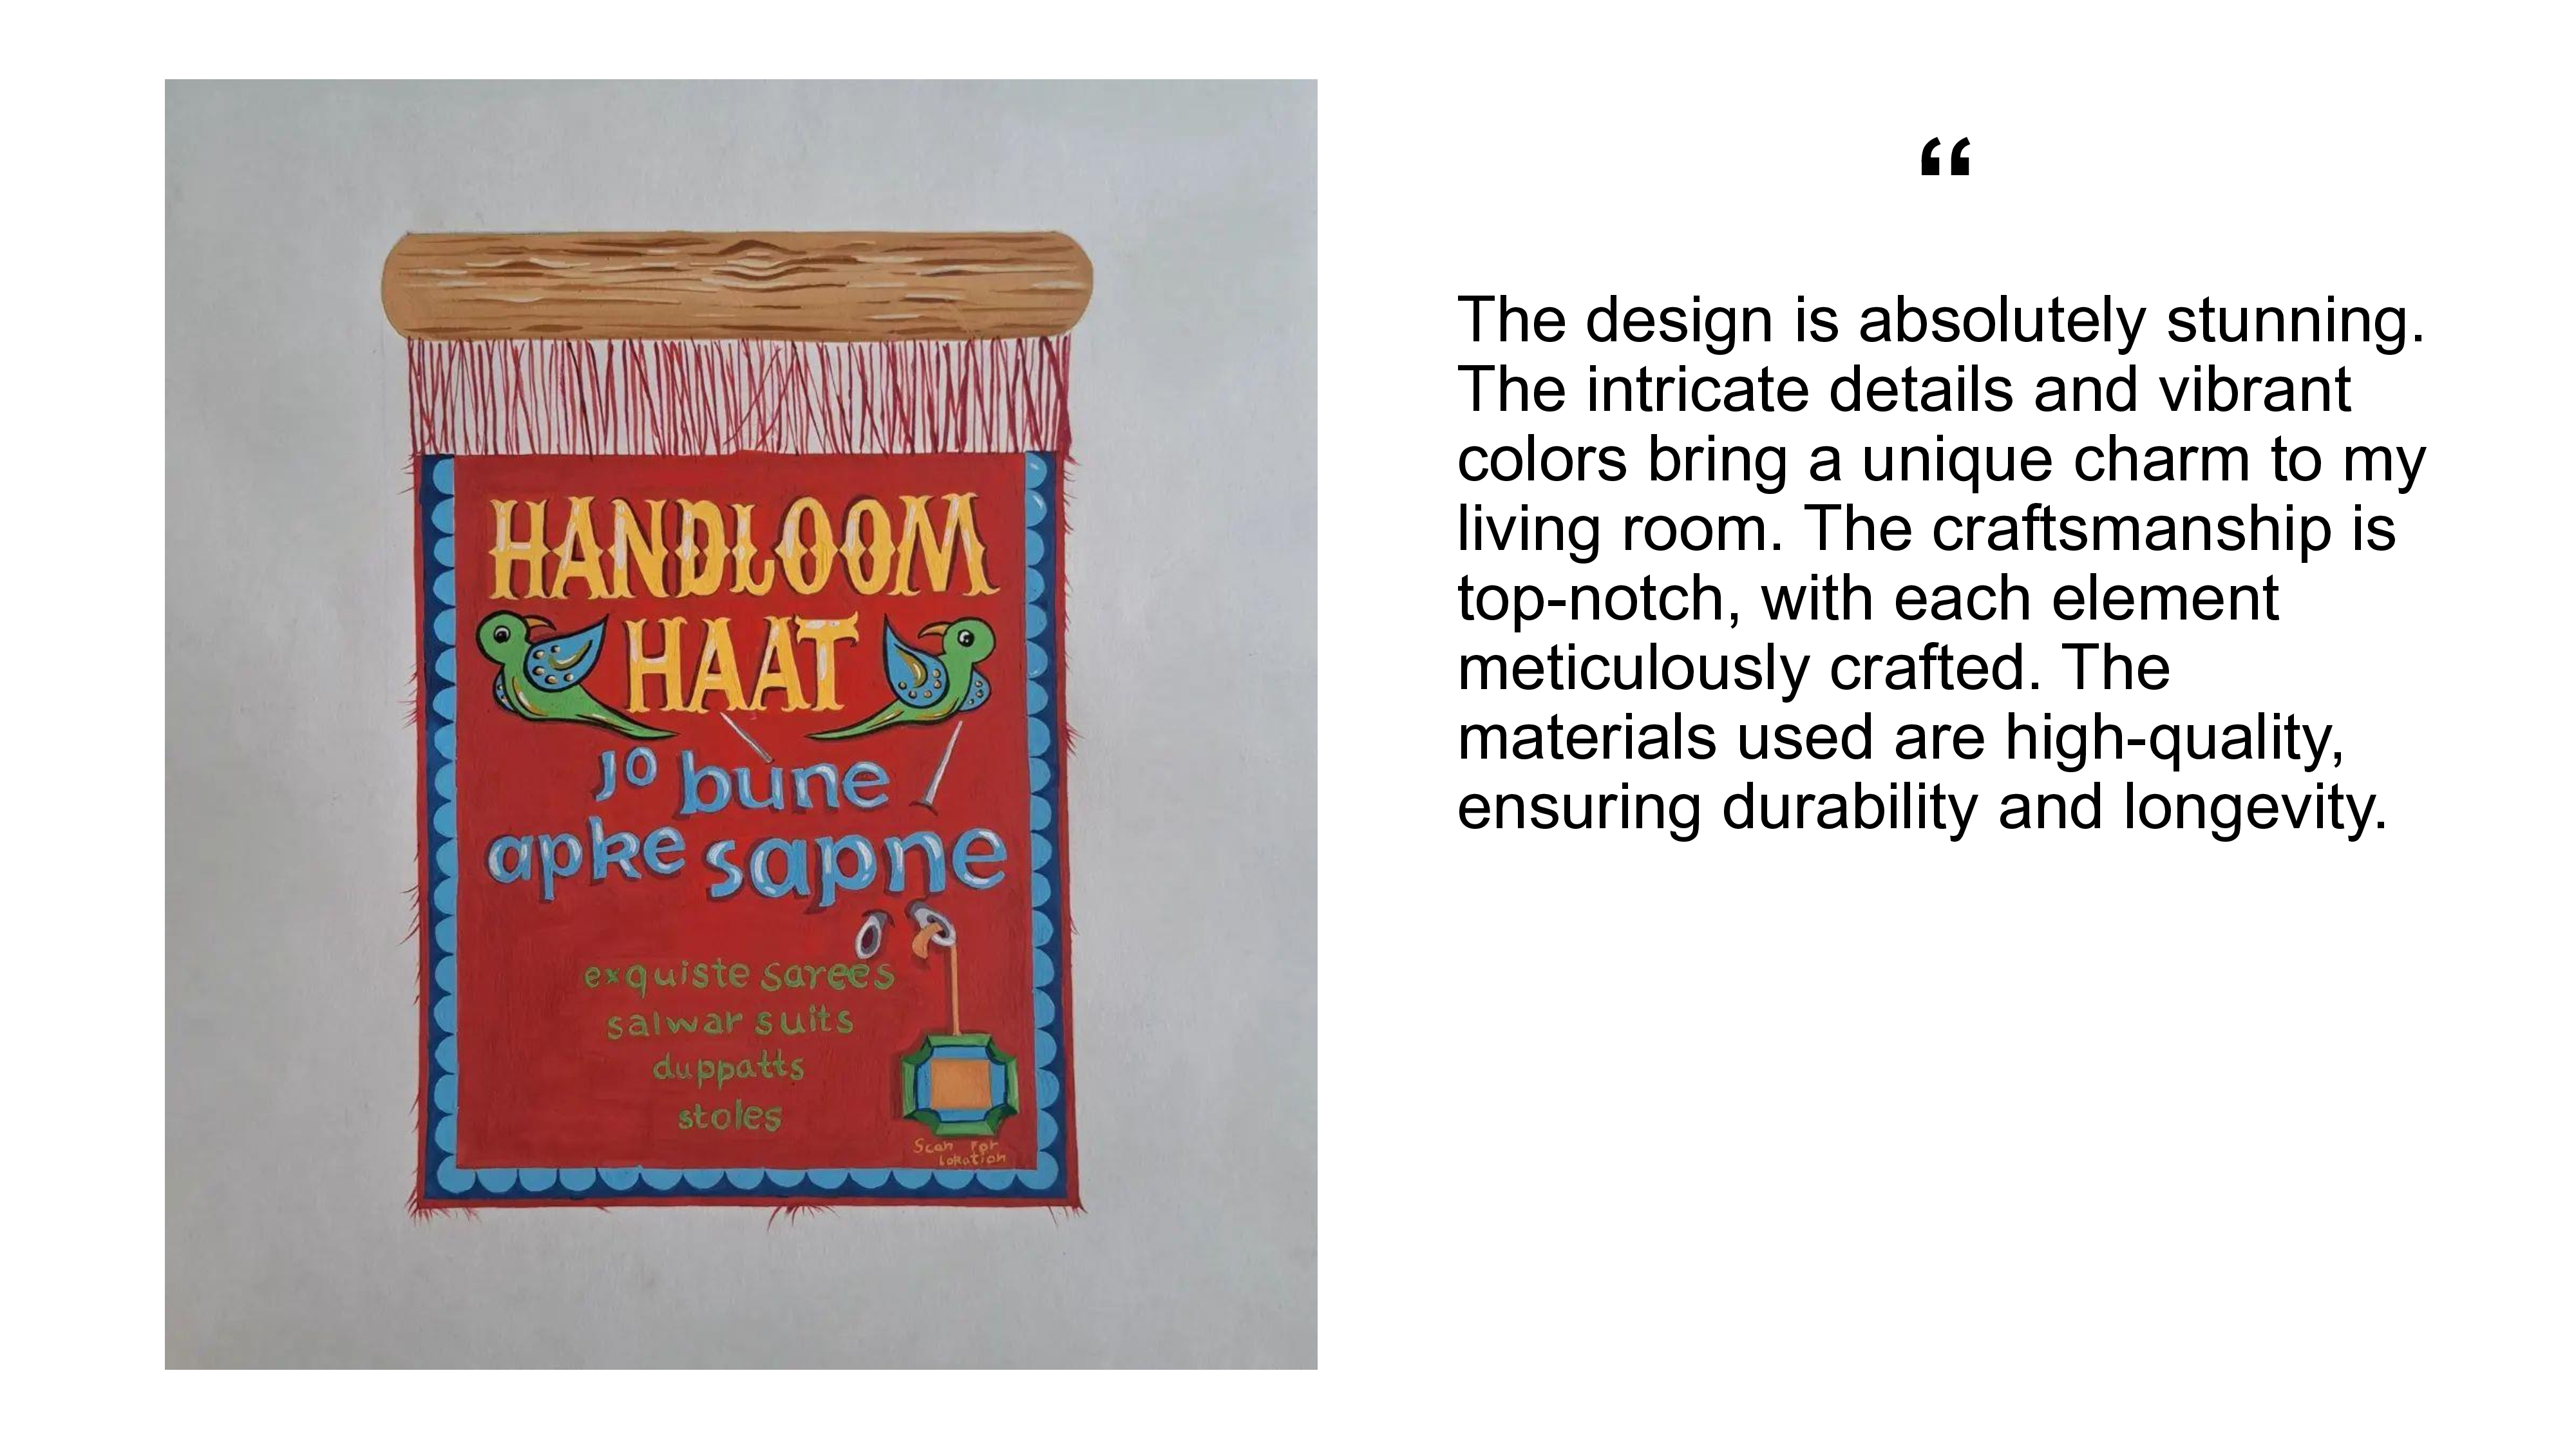 HANDLOOM
HAAT
jo bune
apke sapne
exquiste sarees
salwar suits
duppatts
stoles
Scan For
Lokation
“
The design is absolutely stunning.
The intricate details and vibrant
colors bring a unique charm to my
living room. The craftsmanship is
top-notch, with each element
meticulously crafted. The
materials used are high-quality,
ensuring durability and longevity.